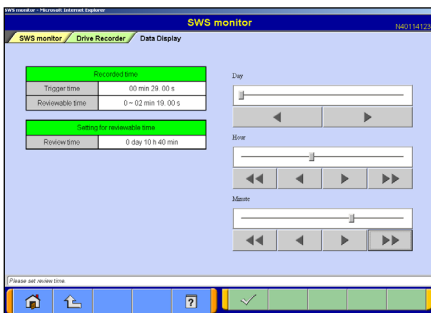 SWS monitor - Microsoft Internet Explorer
SWS monitor
N40114123
SWS monitor Drive Recorder Data Display
Recorded time
Trigger time 00 min 29. 00 s
Reviewable time 0 ~ 02 min 19. 00 s
Setting for reviewable time
Review time 0 day 10 h 40 min
Day
Hour
Minute
Please set review time.
?